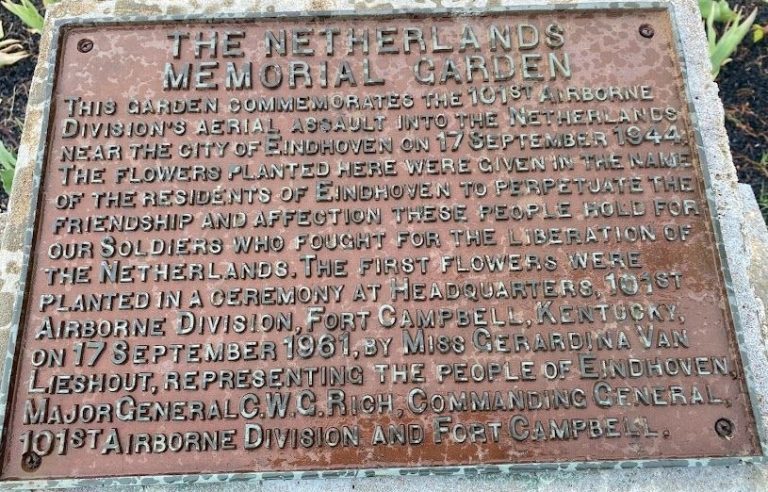 THE NETHERLANDS
MEMORIAL GARDEN
THIS GARDEN COMMEMORATES THE 101ST AIRBORNE
DIVISION'S AERIAL ASSAULT INTO THE NETHERLANDS
NEAR THE CITY OF EINDHOVEN ON 17 SEPTEMBER 1944.
THE FLOWERS PLANTED HERE WERE GIVEN IN THE NAME
OF THE RESIDENTS OF EINDHOVEN TO PERPETUATE THE
FRIENDSHIP AND AFFECTION THESE PEOPLE HOLD FOR
OUR SOLDIERS WHO FOUGHT FOR THE LIBERATION OF
THE NETHERLANDS. THE FIRST FLOWERS WERE
PLANTED IN A CEREMONY AT HEADQUARTERS, 101ST
AIRBORNE DIVISION, FORT CAMPBELL, KENTUCKY,
ON 17 SEPTEMBER 1961, BY MISS GERARDINA VAN
LIESHOUT, REPRESENTING THE PEOPLE OF EINDHOVEN,
MAJOR GENERAL C.W.G. RICH, COMMANDING GENERAL,
101ST AIRBORNE DIVISION AND FORT CAMPBELL.